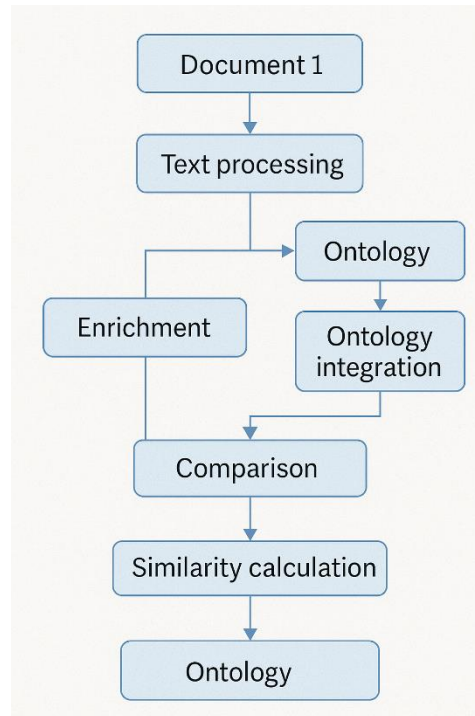 Document 1
Text processing
Ontology
Enrichment
Ontology
integration
Comparison
Similarity calculation
Ontology